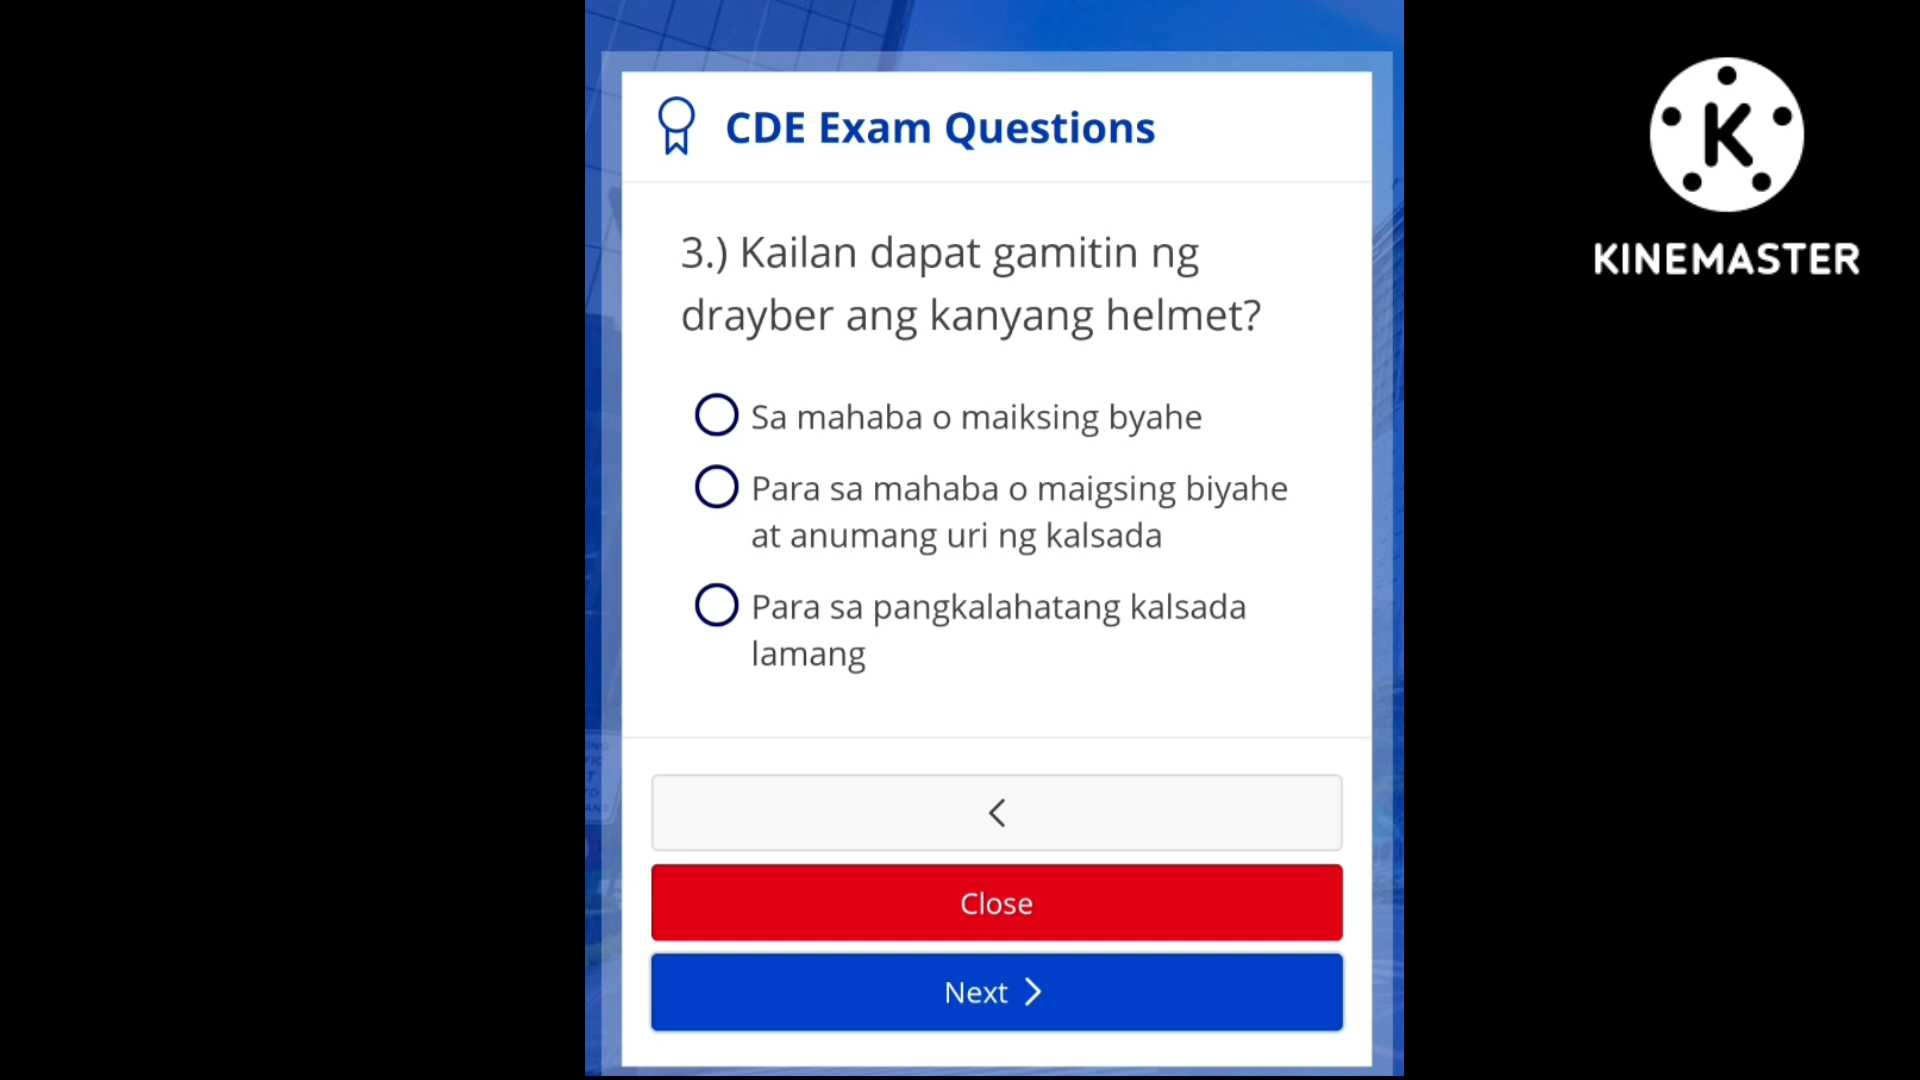 CDE Exam Questions
3.) Kailan dapat gamitin ng
drayber ang kanyang helmet?
Sa mahaba o maiksing byahe
Para sa mahaba o maigsing biyahe
at anumang uri ng kalsada
Para sa pangkalahatang kalsada
lamang
Close
Next
K
KINEMASTER